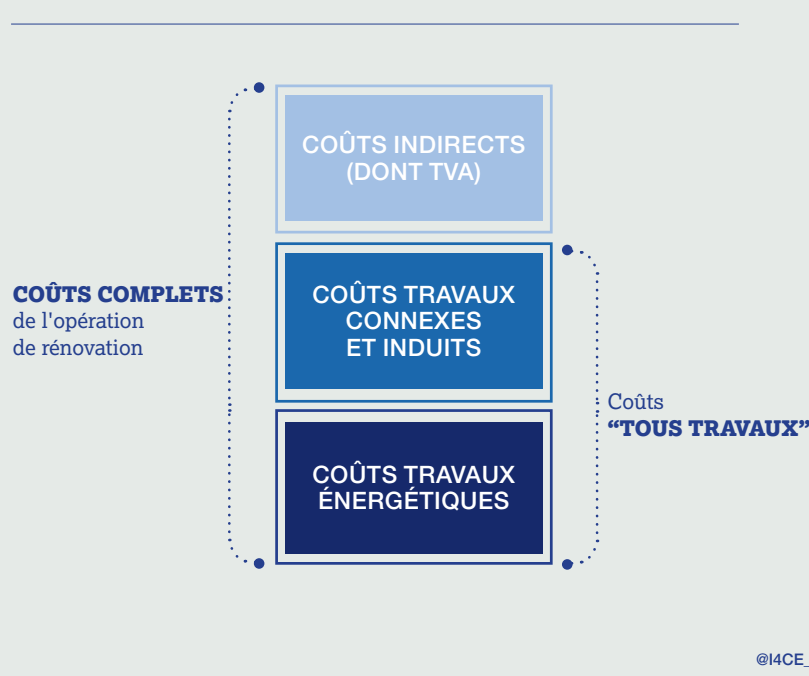 COÛTS INDIRECTS
(DONT TVA)
COÛTS COMPLETS
de l'opération
de rénovation
COÛTS TRAVAUX
CONNEXES
ET INDUITS
Coûts
“TOUS TRAVAUX”
COÛTS TRAVAUX
ÉNERGÉTIQUES
@I4CE_